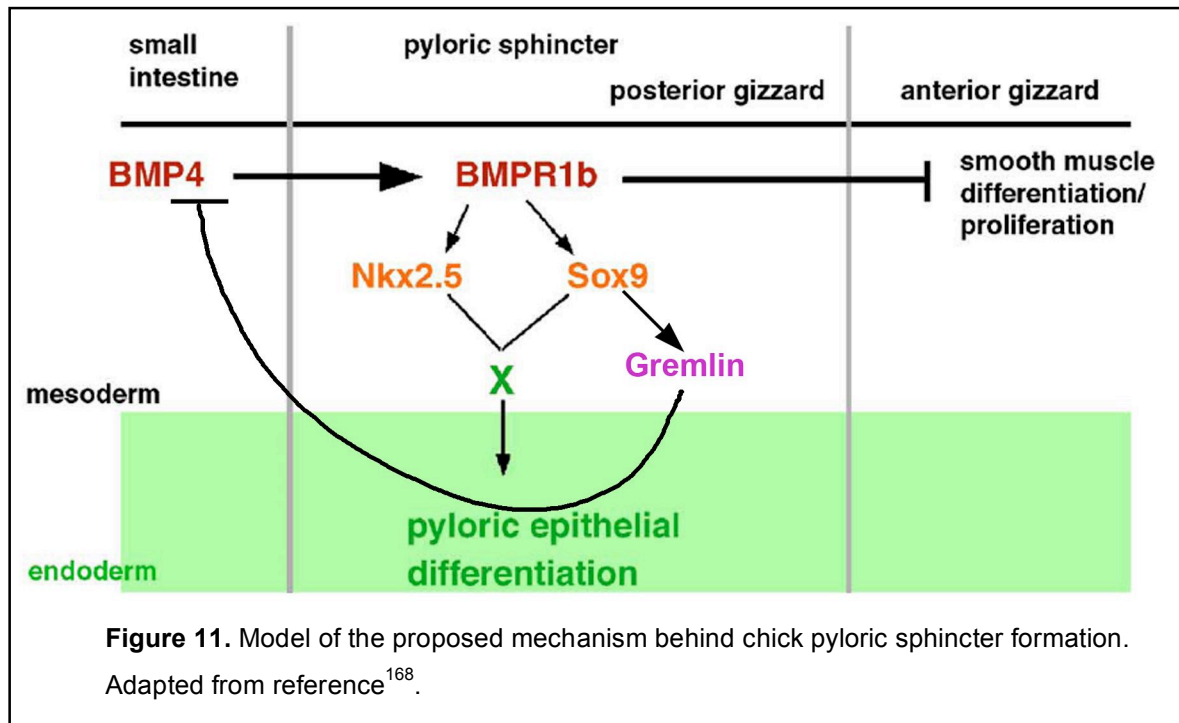 small
intestine
pyloric sphincter
posterior gizzard
anterior gizzard
BMP4
BMPR1b
smooth muscle
differentiation/
proliferation
Nkx2.5
Sox9
X
Gremlin
mesoderm
pyloric epithelial
differentiation
endoderm
Figure 11. Model of the proposed mechanism behind chick pyloric sphincter formation.
Adapted from reference168.